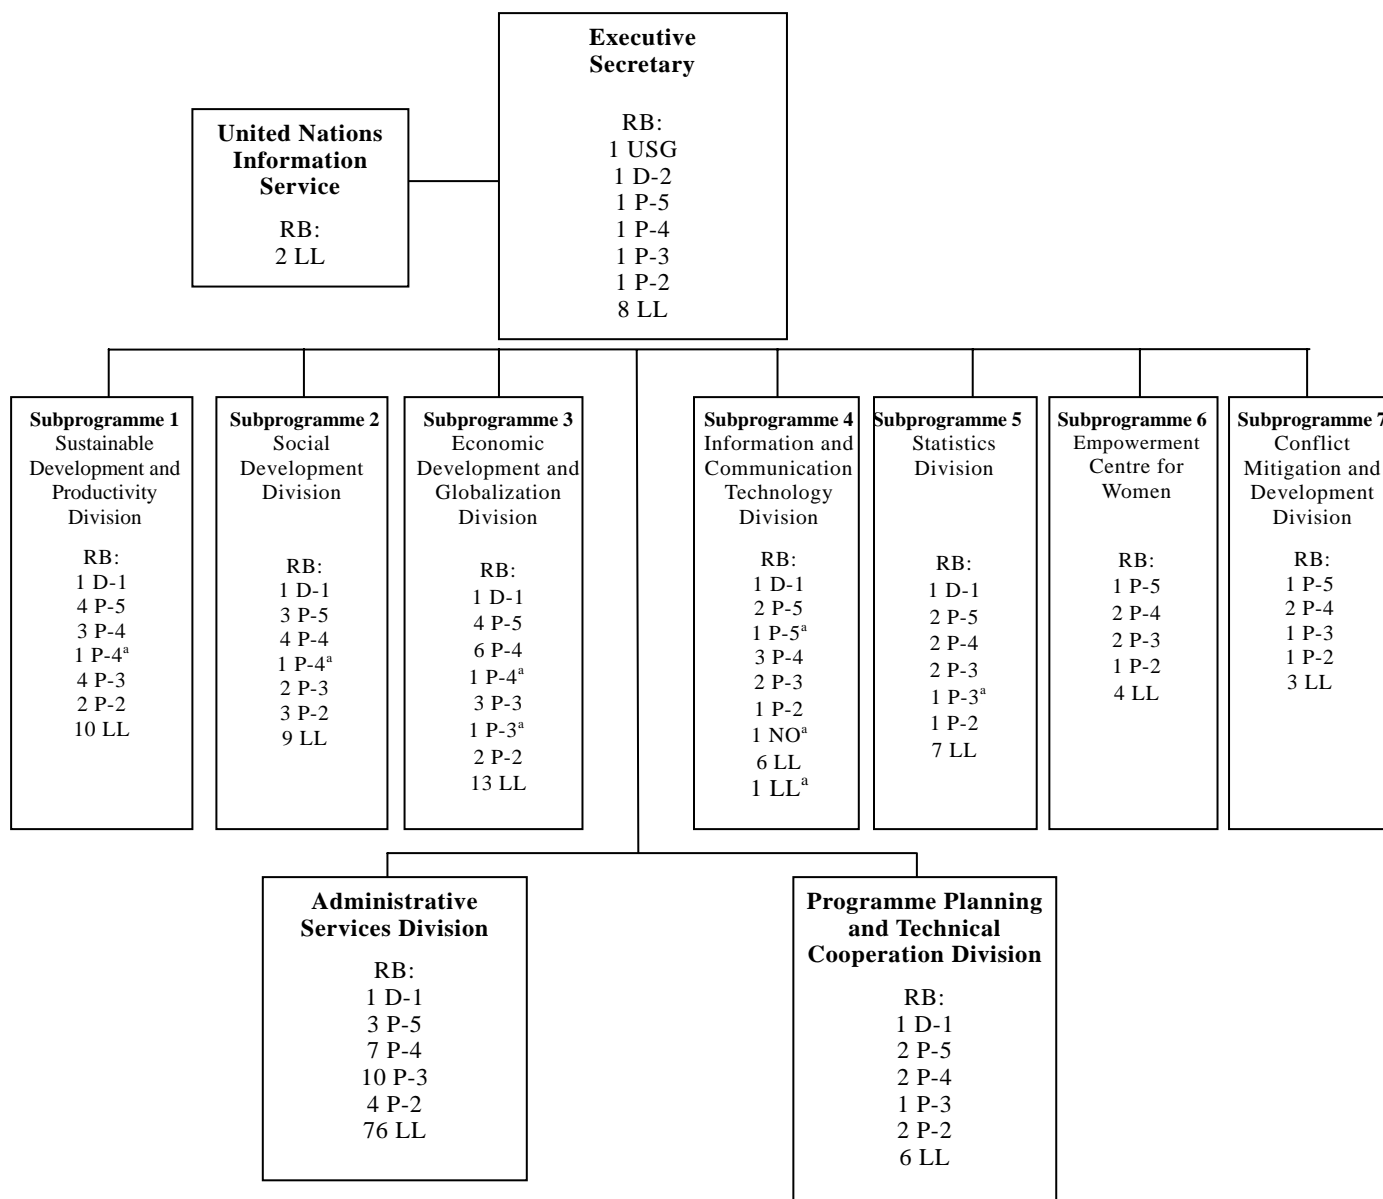 Executive
Secretary
RB:
1 USG
1 D-2
1 P-5
1 P-4
1 P-3
1 P-2
8 LL
United Nations
Information
Service
RB:
2 LL
Subprogramme 1
Sustainable
Development and
Productivity
Division
RB:
1 D-1
4 P-5
3 P-4
1 P-4ᵃ
4 P-3
2 P-2
10 LL
Subprogramme 2
Social
Development
Division
RB:
1 D-1
3 P-5
4 P-4
1 P-4ᵃ
2 P-3
3 P-2
9 LL
Subprogramme 3
Economic
Development and
Globalization
Division
RB:
1 D-1
4 P-5
6 P-4
1 P-4ᵃ
3 P-3
1 P-3ᵃ
2 P-2
13 LL
Subprogramme 4
Information and
Communication
Technology
Division
RB:
1 D-1
2 P-5
1 P-5ᵃ
3 P-4
2 P-3
1 P-2
1 NOᵃ
6 LL
1 LLᵃ
Subprogramme 5
Statistics
Division
RB:
1 D-1
2 P-5
2 P-4
2 P-3
1 P-3ᵃ
1 P-2
7 LL
Subprogramme 6
Empowerment
Centre for
Women
RB:
1 P-5
2 P-4
2 P-3
1 P-2
4 LL
Subprogramme 7
Conflict
Mitigation and
Development
Division
RB:
1 P-5
2 P-4
1 P-3
1 P-2
3 LL
Administrative
Services Division
RB:
1 D-1
3 P-5
7 P-4
10 P-3
4 P-2
76 LL
Programme Planning
and Technical
Cooperation Division
RB:
1 D-1
2 P-5
2 P-4
1 P-3
2 P-2
6 LL